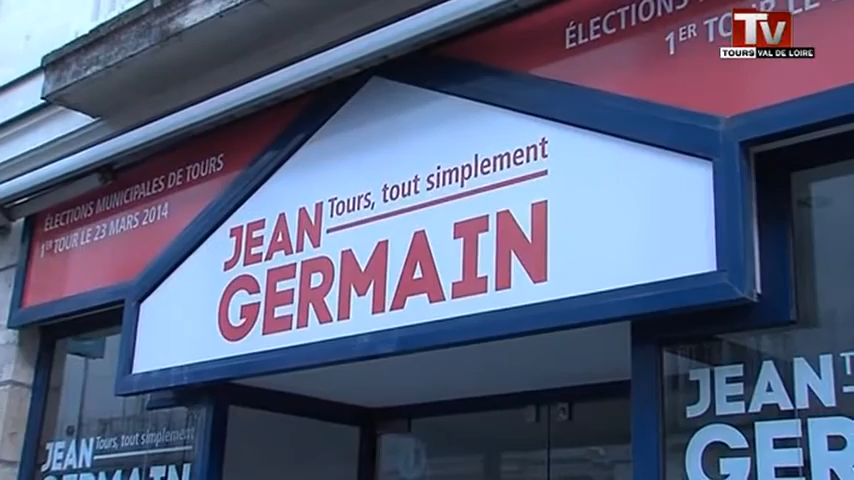 TV
TOURS VAL DE LOIRE
ÉLECTIONS
1ER TOUR LE
ÉLECTIONS MUNICIPALES DE TOURS
1ER TOUR LE 23 MARS 2014
JEAN Tours, tout simplement
GERMAIN
JEAN Tours, tout simplement
GERMAIN
JEAN
GER